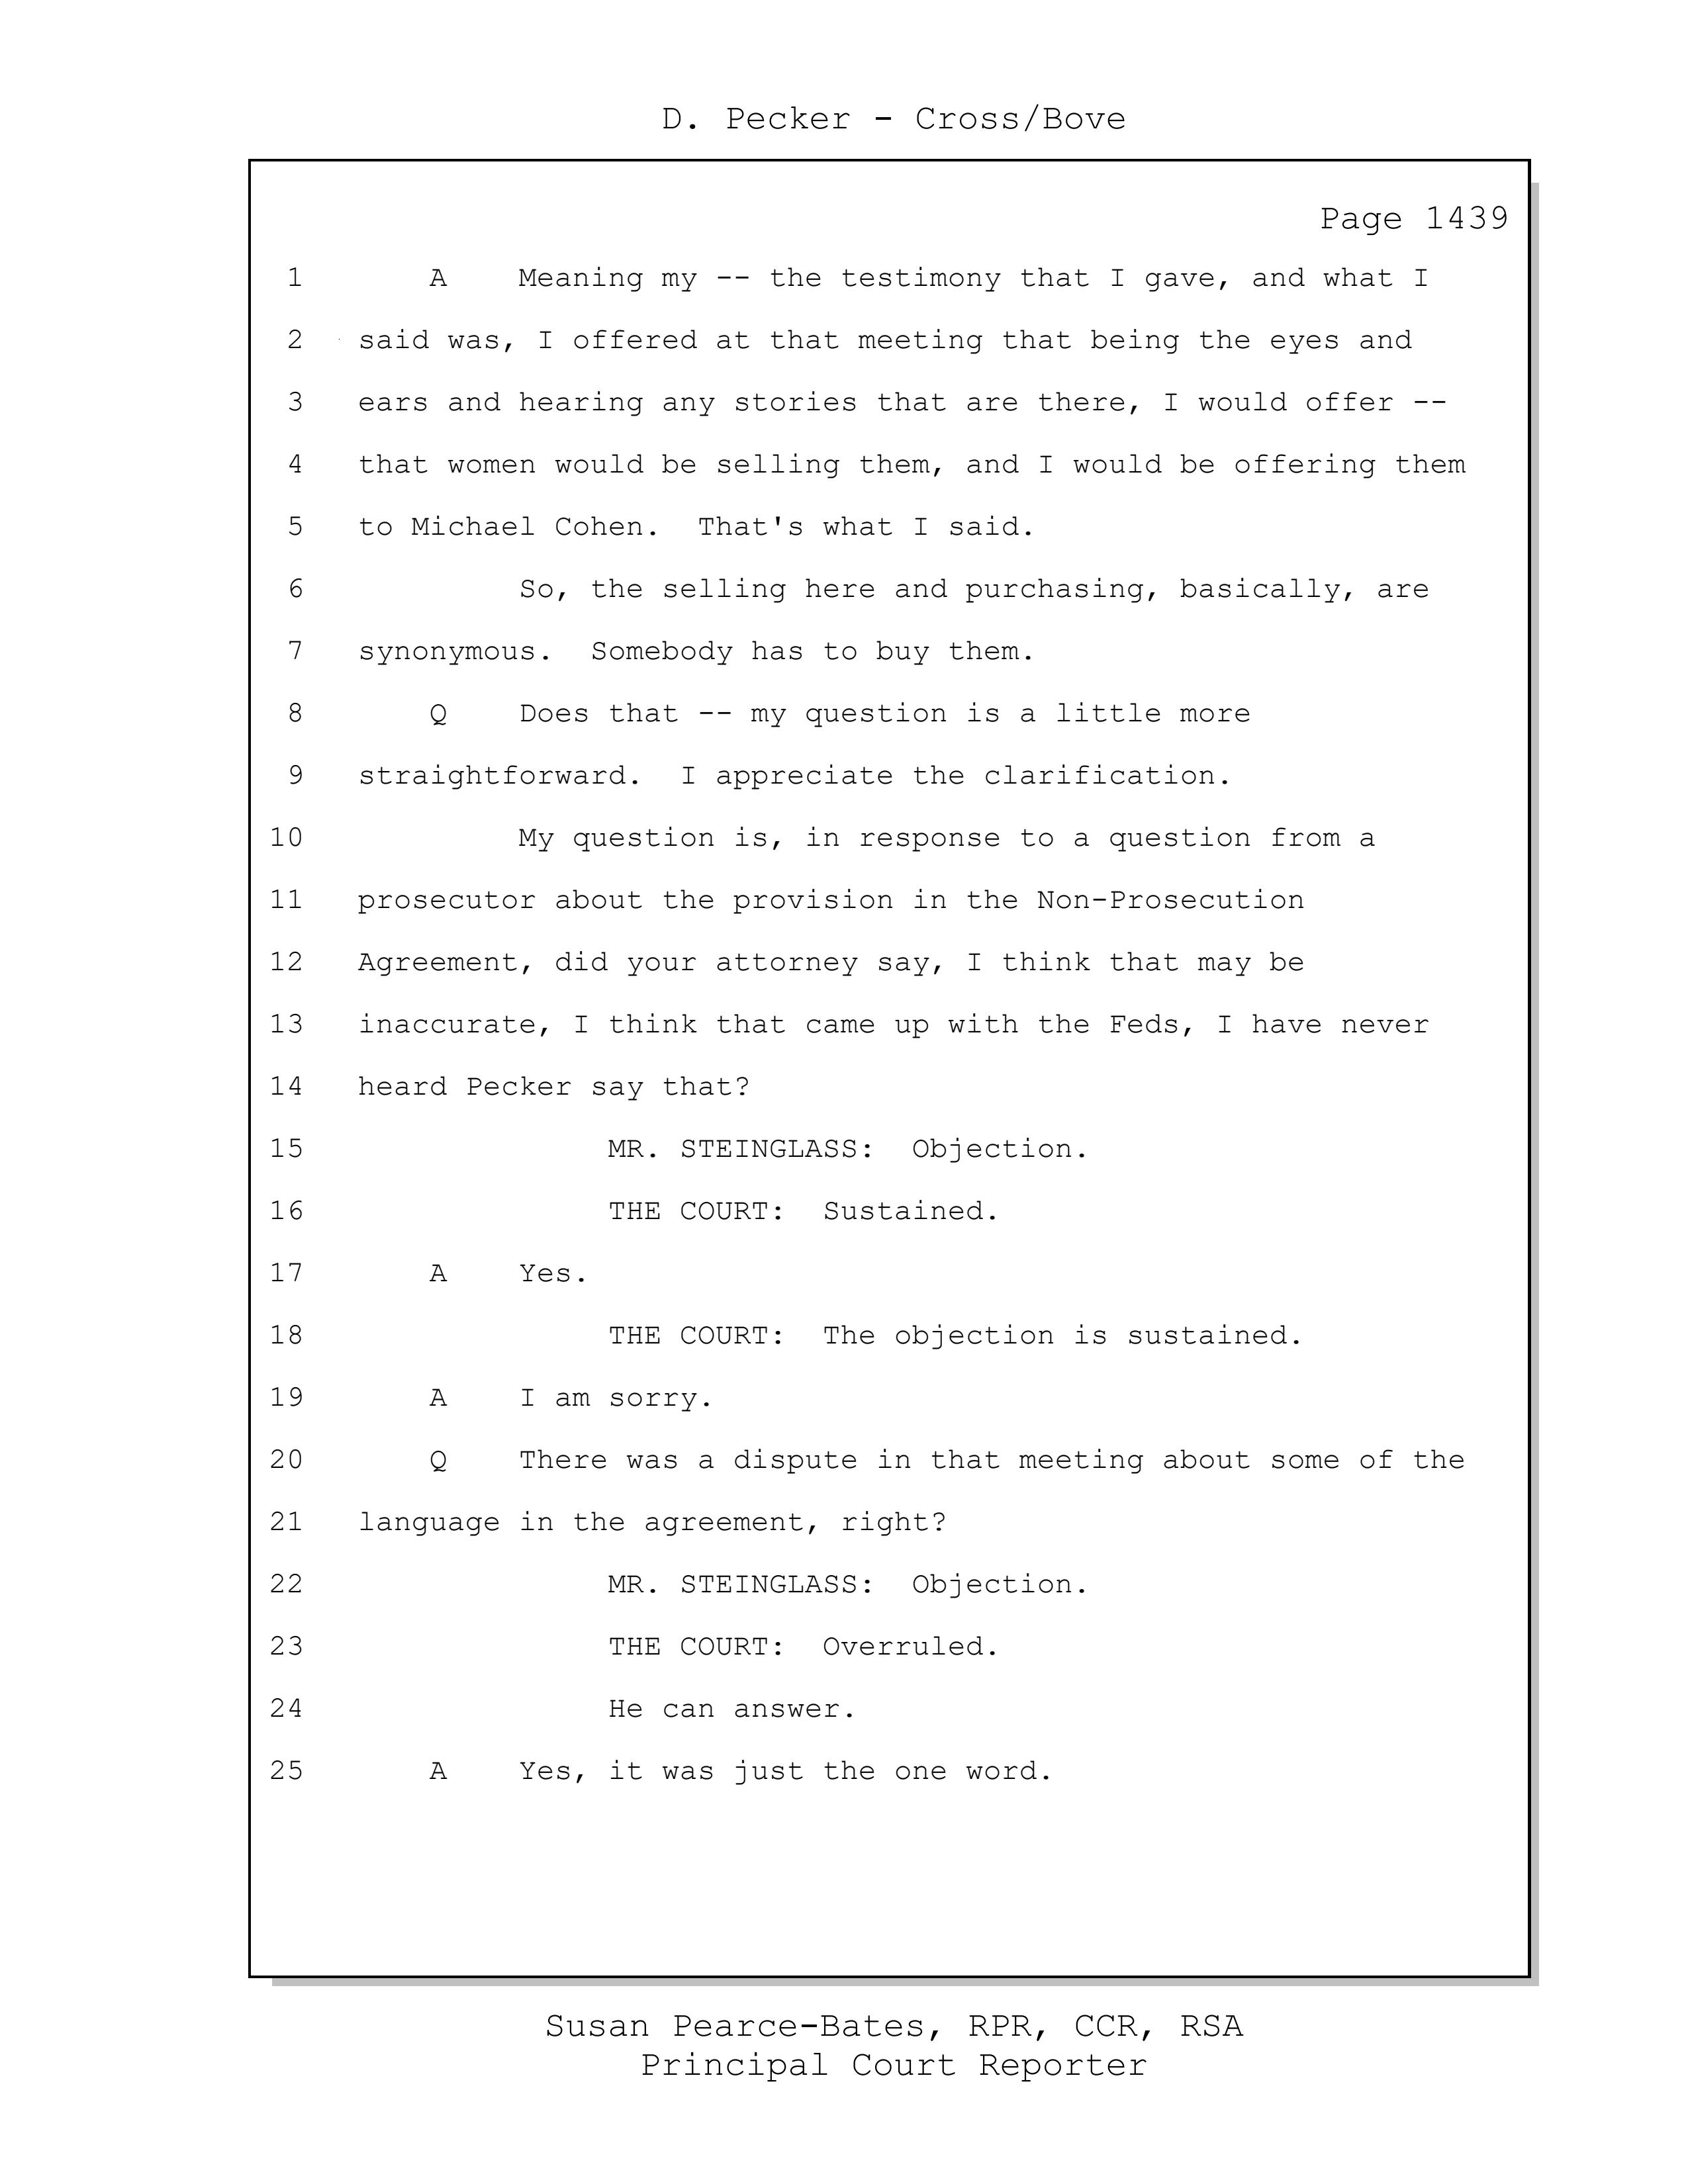 D. Pecker - Cross/Bove
Page 1439
1 A Meaning my -- the testimony that I gave, and what I
2 said was, I offered at that meeting that being the eyes and
3 ears and hearing any stories that are there, I would offer --
4 that women would be selling them, and I would be offering them
5 to Michael Cohen. That's what I said.
6 So, the selling here and purchasing, basically, are
7 synonymous. Somebody has to buy them.
8 Q Does that -- my question is a little more
9 straightforward. I appreciate the clarification.
10 My question is, in response to a question from a
11 prosecutor about the provision in the Non-Prosecution
12 Agreement, did your attorney say, I think that may be
13 inaccurate, I think that came up with the Feds, I have never
14 heard Pecker say that?
15 MR. STEINGLASS: Objection.
16 THE COURT: Sustained.
17 A Yes.
18 THE COURT: The objection is sustained.
19 A I am sorry.
20 Q There was a dispute in that meeting about some of the
21 language in the agreement, right?
22 MR. STEINGLASS: Objection.
23 THE COURT: Overruled.
24 He can answer.
25 A Yes, it was just the one word.
Susan Pearce-Bates, RPR, CCR, RSA
Principal Court Reporter